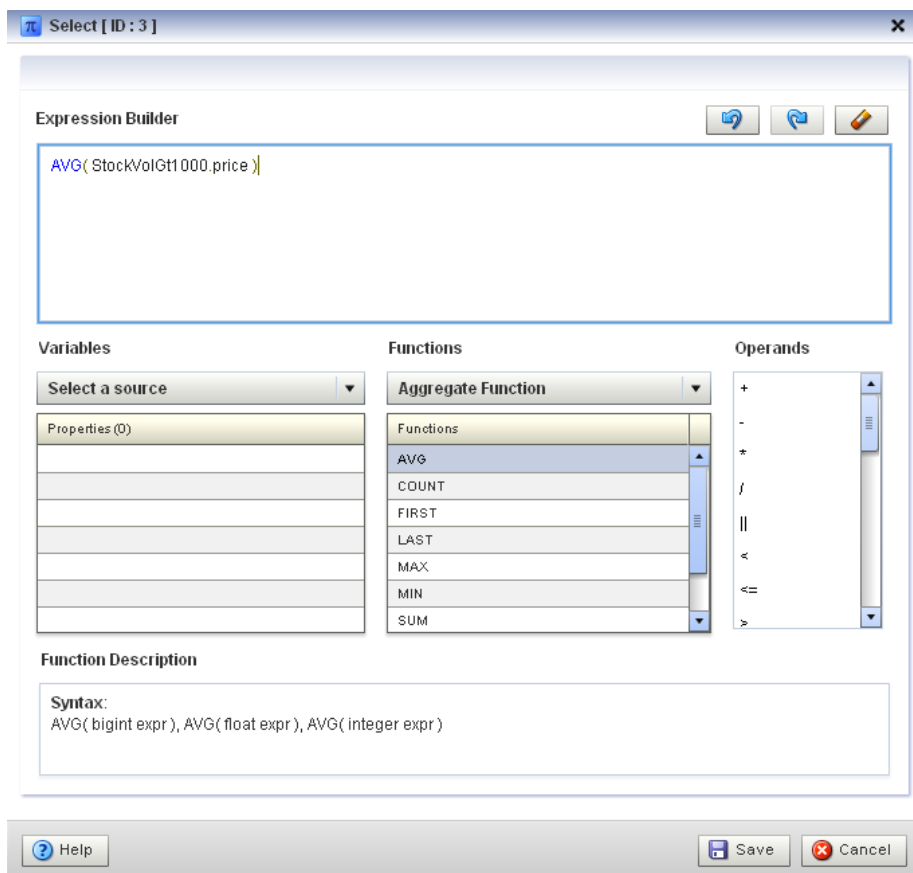 π Select [ ID : 3 ]
Expression Builder
AVG( StockVolGt1000.price )
Variables
Functions
Operands
Select a source
Aggregate Function
Properties (0)
Functions
AVG
COUNT
FIRST
LAST
MAX
MIN
SUM
+
-
*
/
||
<
<=
>
Function Description
Syntax:
AVG( bigint expr ), AVG( float expr ), AVG( integer expr )
? Help
Save
Cancel